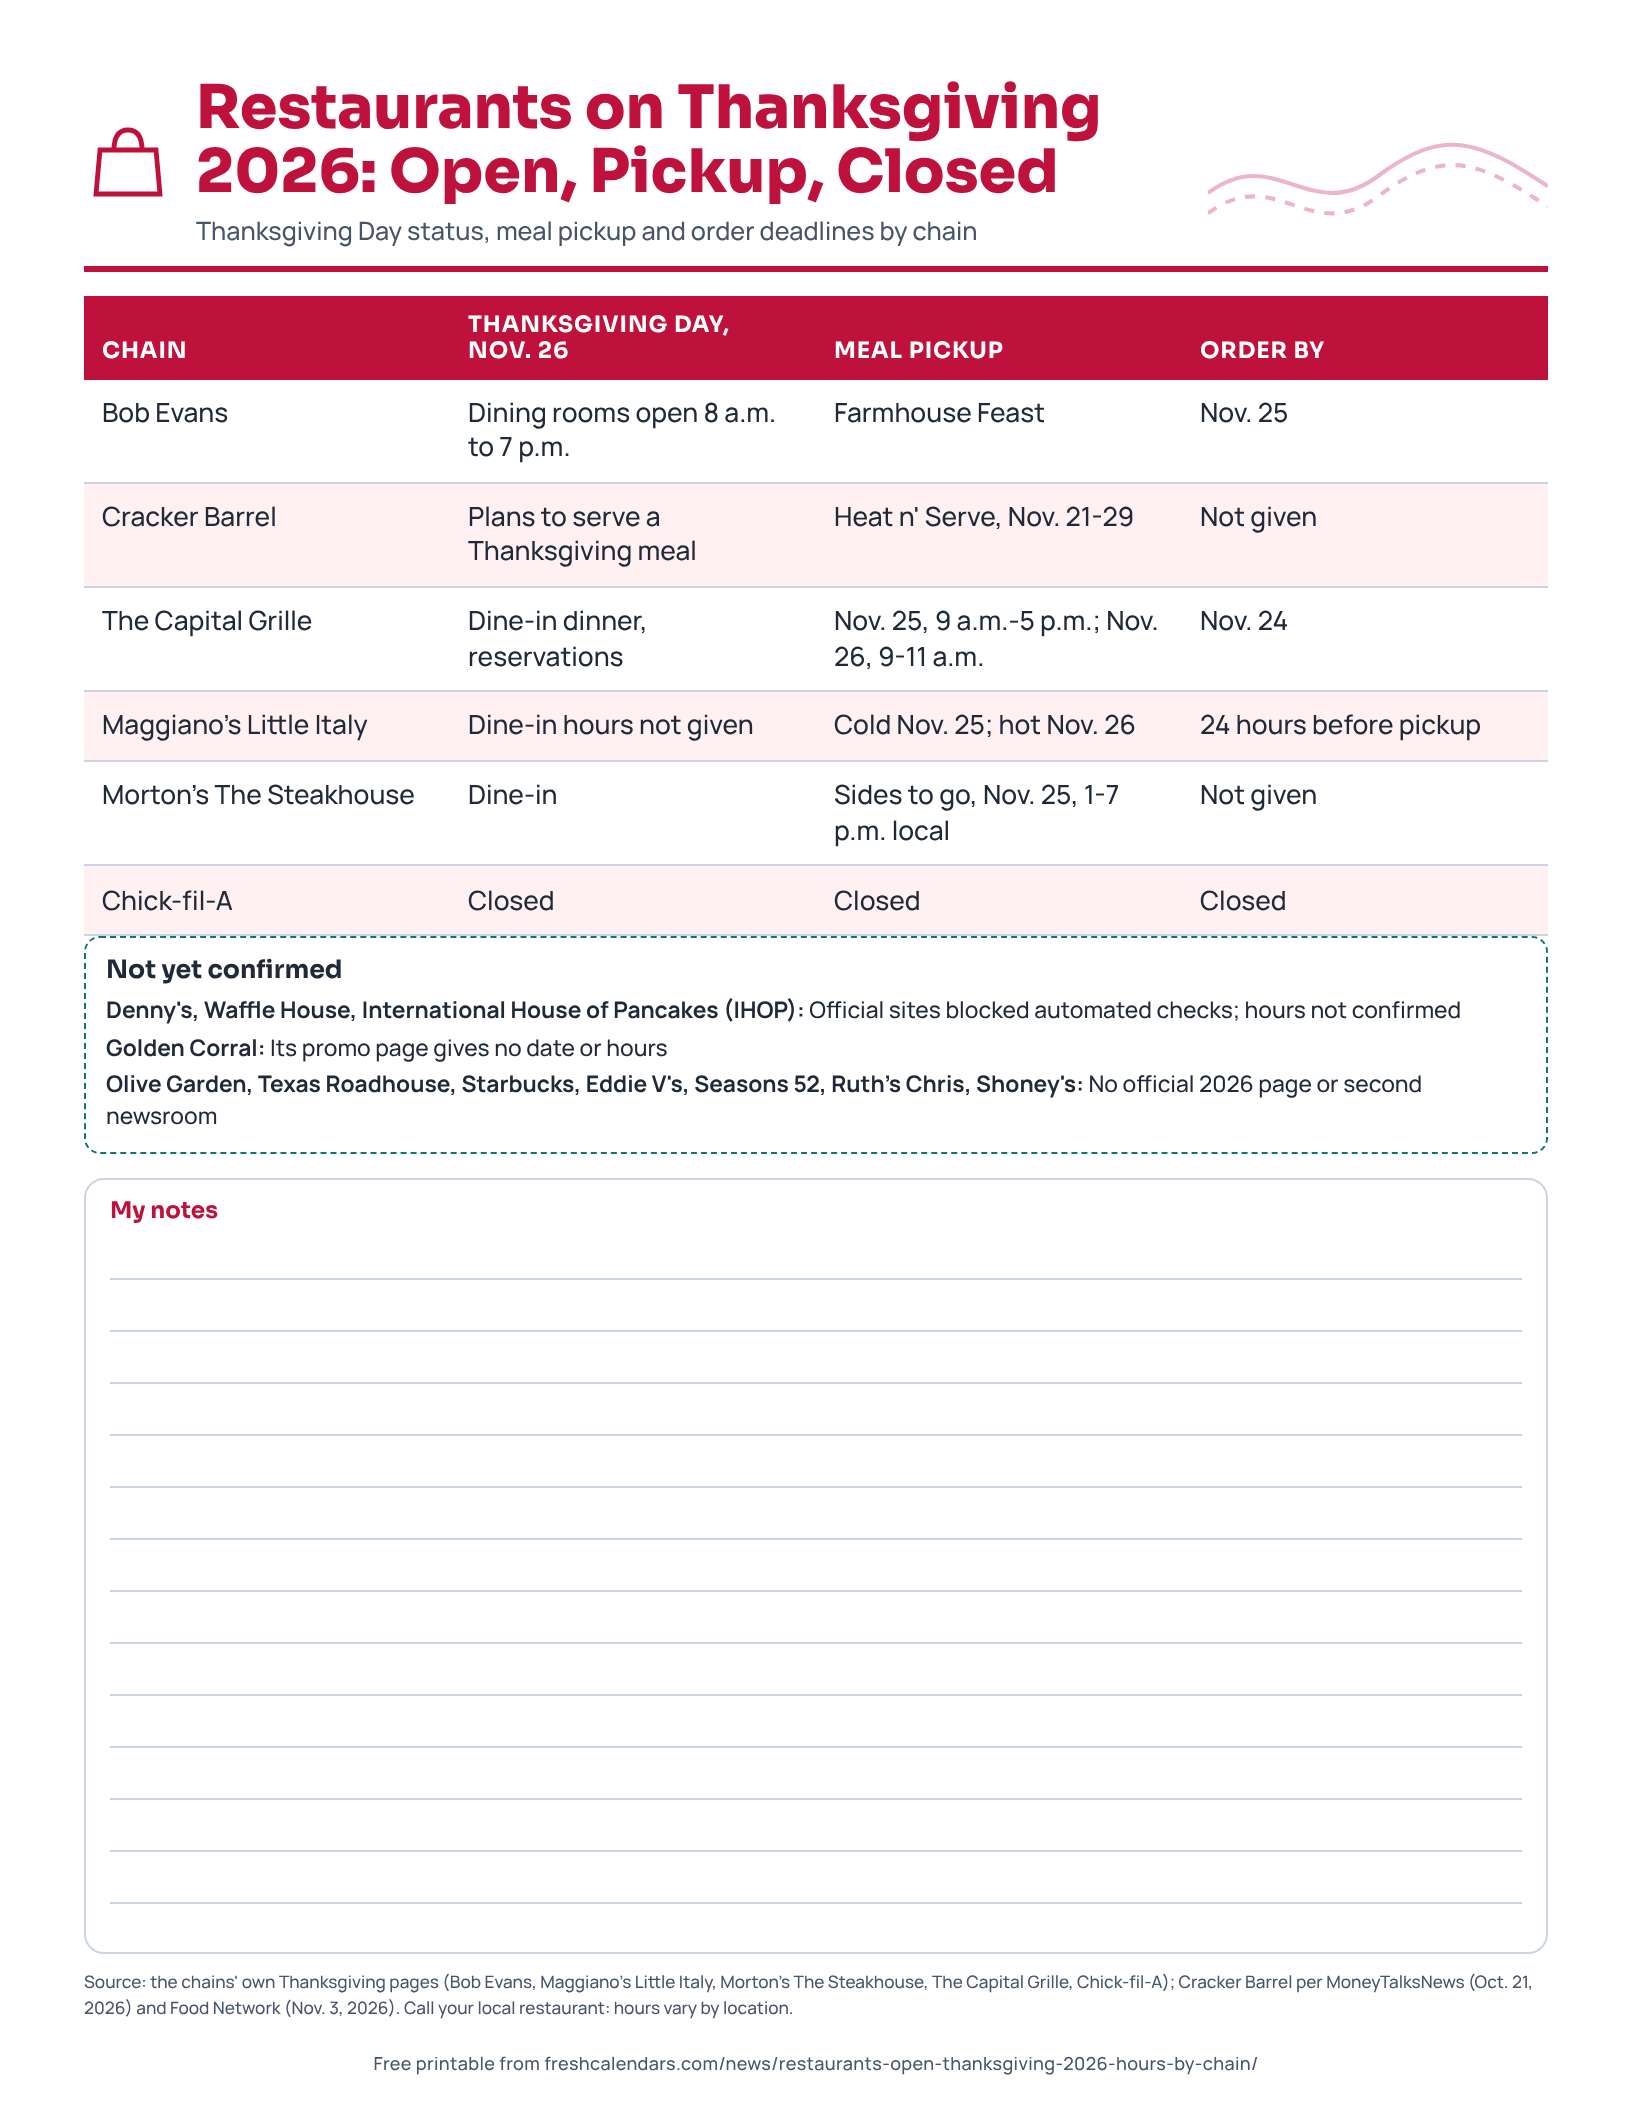 Restaurants on Thanksgiving
2026: Open, Pickup, Closed
Thanksgiving Day status, meal pickup and order deadlines by chain
CHAIN
THANKSGIVING DAY,
NOV. 26
MEAL PICKUP
ORDER BY
Bob Evans
Dining rooms open 8 a.m.
to 7 p.m.
Farmhouse Feast
Nov. 25
Cracker Barrel
Plans to serve a
Thanksgiving meal
Heat n' Serve, Nov. 21-29
Not given
The Capital Grille
Dine-in dinner,
reservations
Nov. 25, 9 a.m.-5 p.m.; Nov.
26, 9-11 a.m.
Nov. 24
Maggiano’s Little Italy
Dine-in hours not given
Cold Nov. 25; hot Nov. 26
24 hours before pickup
Morton’s The Steakhouse
Dine-in
Sides to go, Nov. 25, 1-7
p.m. local
Not given
Chick-fil-A
Closed
Closed
Closed
Not yet confirmed
Denny's, Waffle House, International House of Pancakes (IHOP): Official sites blocked automated checks; hours not confirmed
Golden Corral: Its promo page gives no date or hours
Olive Garden, Texas Roadhouse, Starbucks, Eddie V's, Seasons 52, Ruth’s Chris, Shoney's: No official 2026 page or second
newsroom
My notes
Source: the chains' own Thanksgiving pages (Bob Evans, Maggiano’s Little Italy, Morton’s The Steakhouse, The Capital Grille, Chick-fil-A); Cracker Barrel per MoneyTalksNews (Oct. 21,
2026) and Food Network (Nov. 3, 2026). Call your local restaurant: hours vary by location.
Free printable from freshcalendars.com/news/restaurants-open-thanksgiving-2026-hours-by-chain/